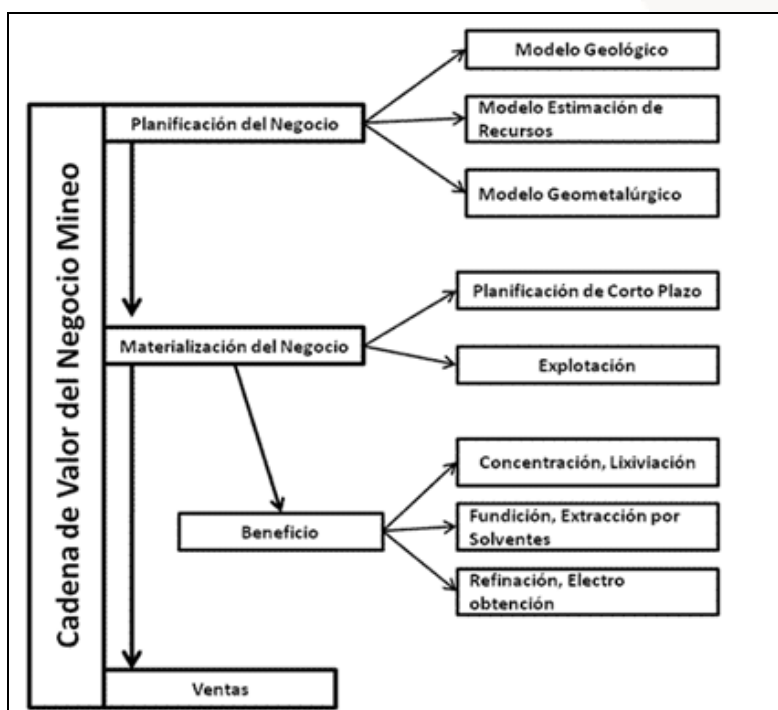 Cadena de Valor del Negocio Mineo
Planificación del Negocio
Modelo Geológico
Modelo Estimación de
Recursos
Modelo Geometalúrgico
Materialización del Negocio
Planificación de Corto Plazo
Explotación
Beneficio
Concentración, Lixiviación
Fundición, Extracción por
Solventes
Refinación, Electro
obtención
Ventas